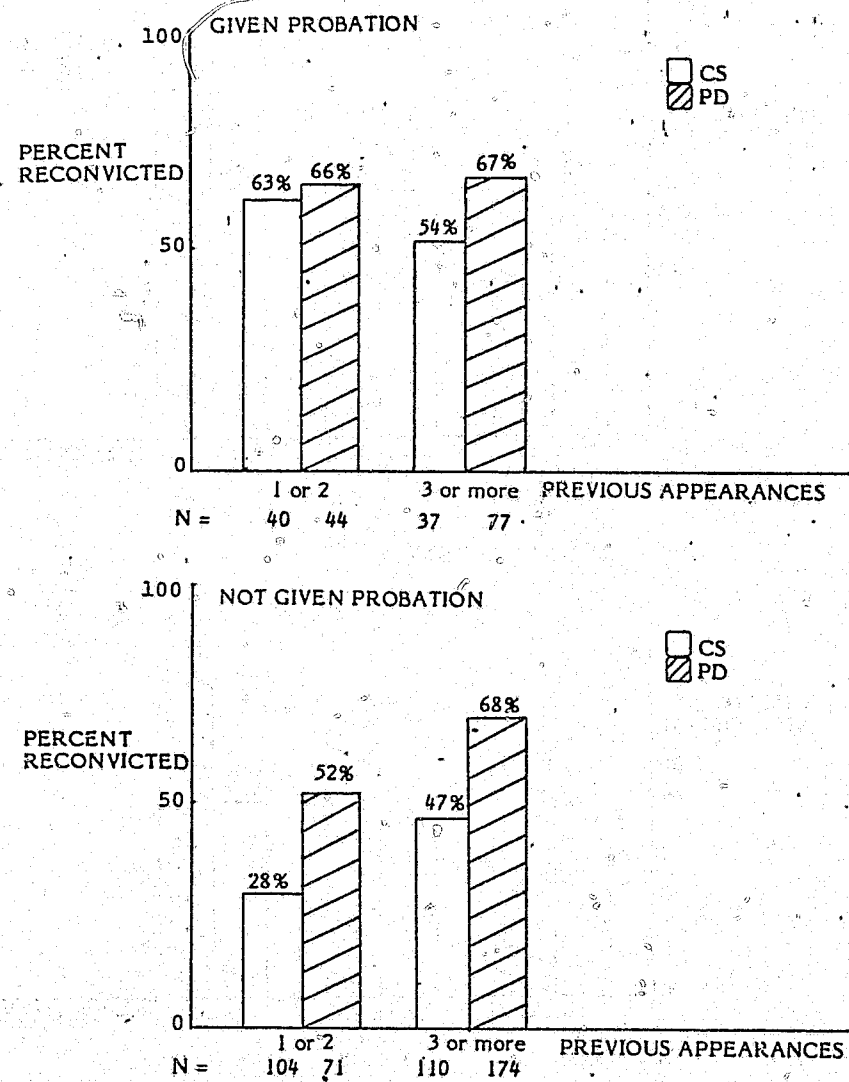 GIVEN PROBATION
100
CS
PD
PERCENT
RECONVICTED
63% 66% 67%
54%
50
0
1 or 2 3 or more PREVIOUS APPEARANCES
N = 40 44 37 77
100
NOT GIVEN PROBATION
CS
PD
68%
PERCENT
RECONVICTED
52%
50
47%
28%
0
1 or 2 3 or more PREVIOUS APPEARANCES
N = 104 71 110 174